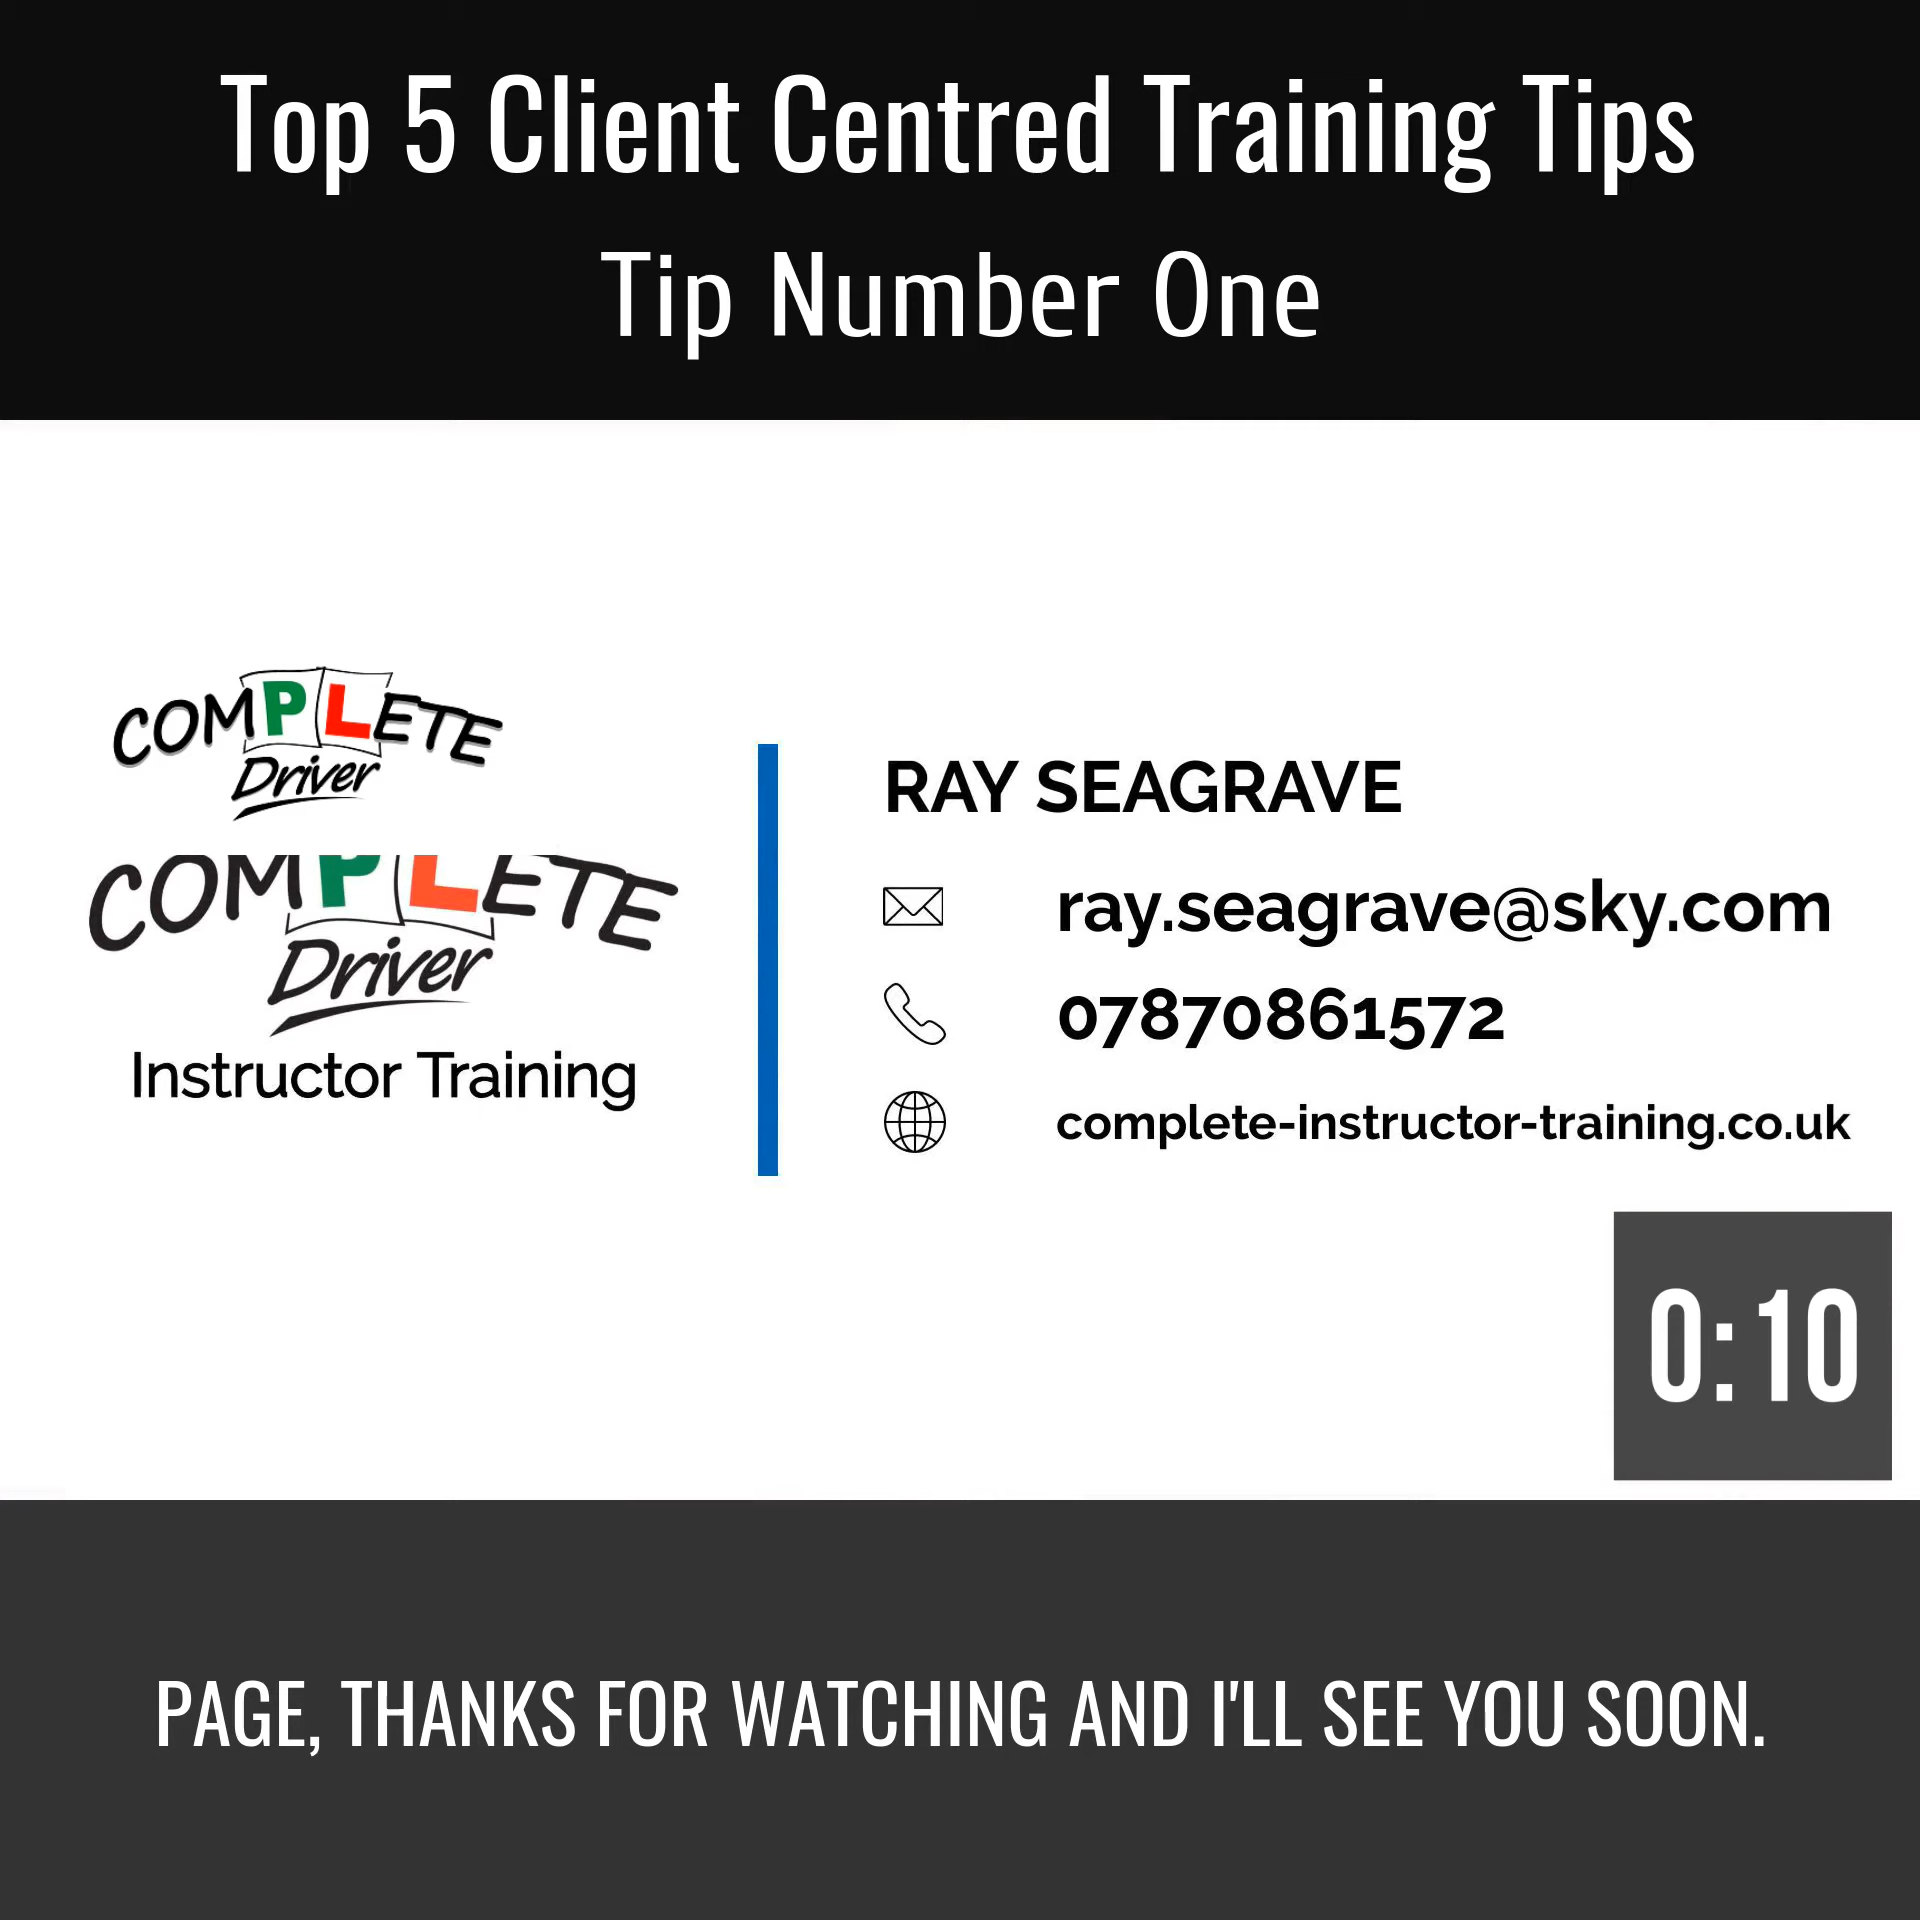 Top 5 Client Centred Training Tips
Tip Number One
COMPLETE
Driver
COMPLETE
Driver
Instructor Training
RAY SEAGRAVE
ray.seagrave@sky.com
07870861572
complete-instructor-training.co.uk
0:10
PAGE, THANKS FOR WATCHING AND I'LL SEE YOU SOON.